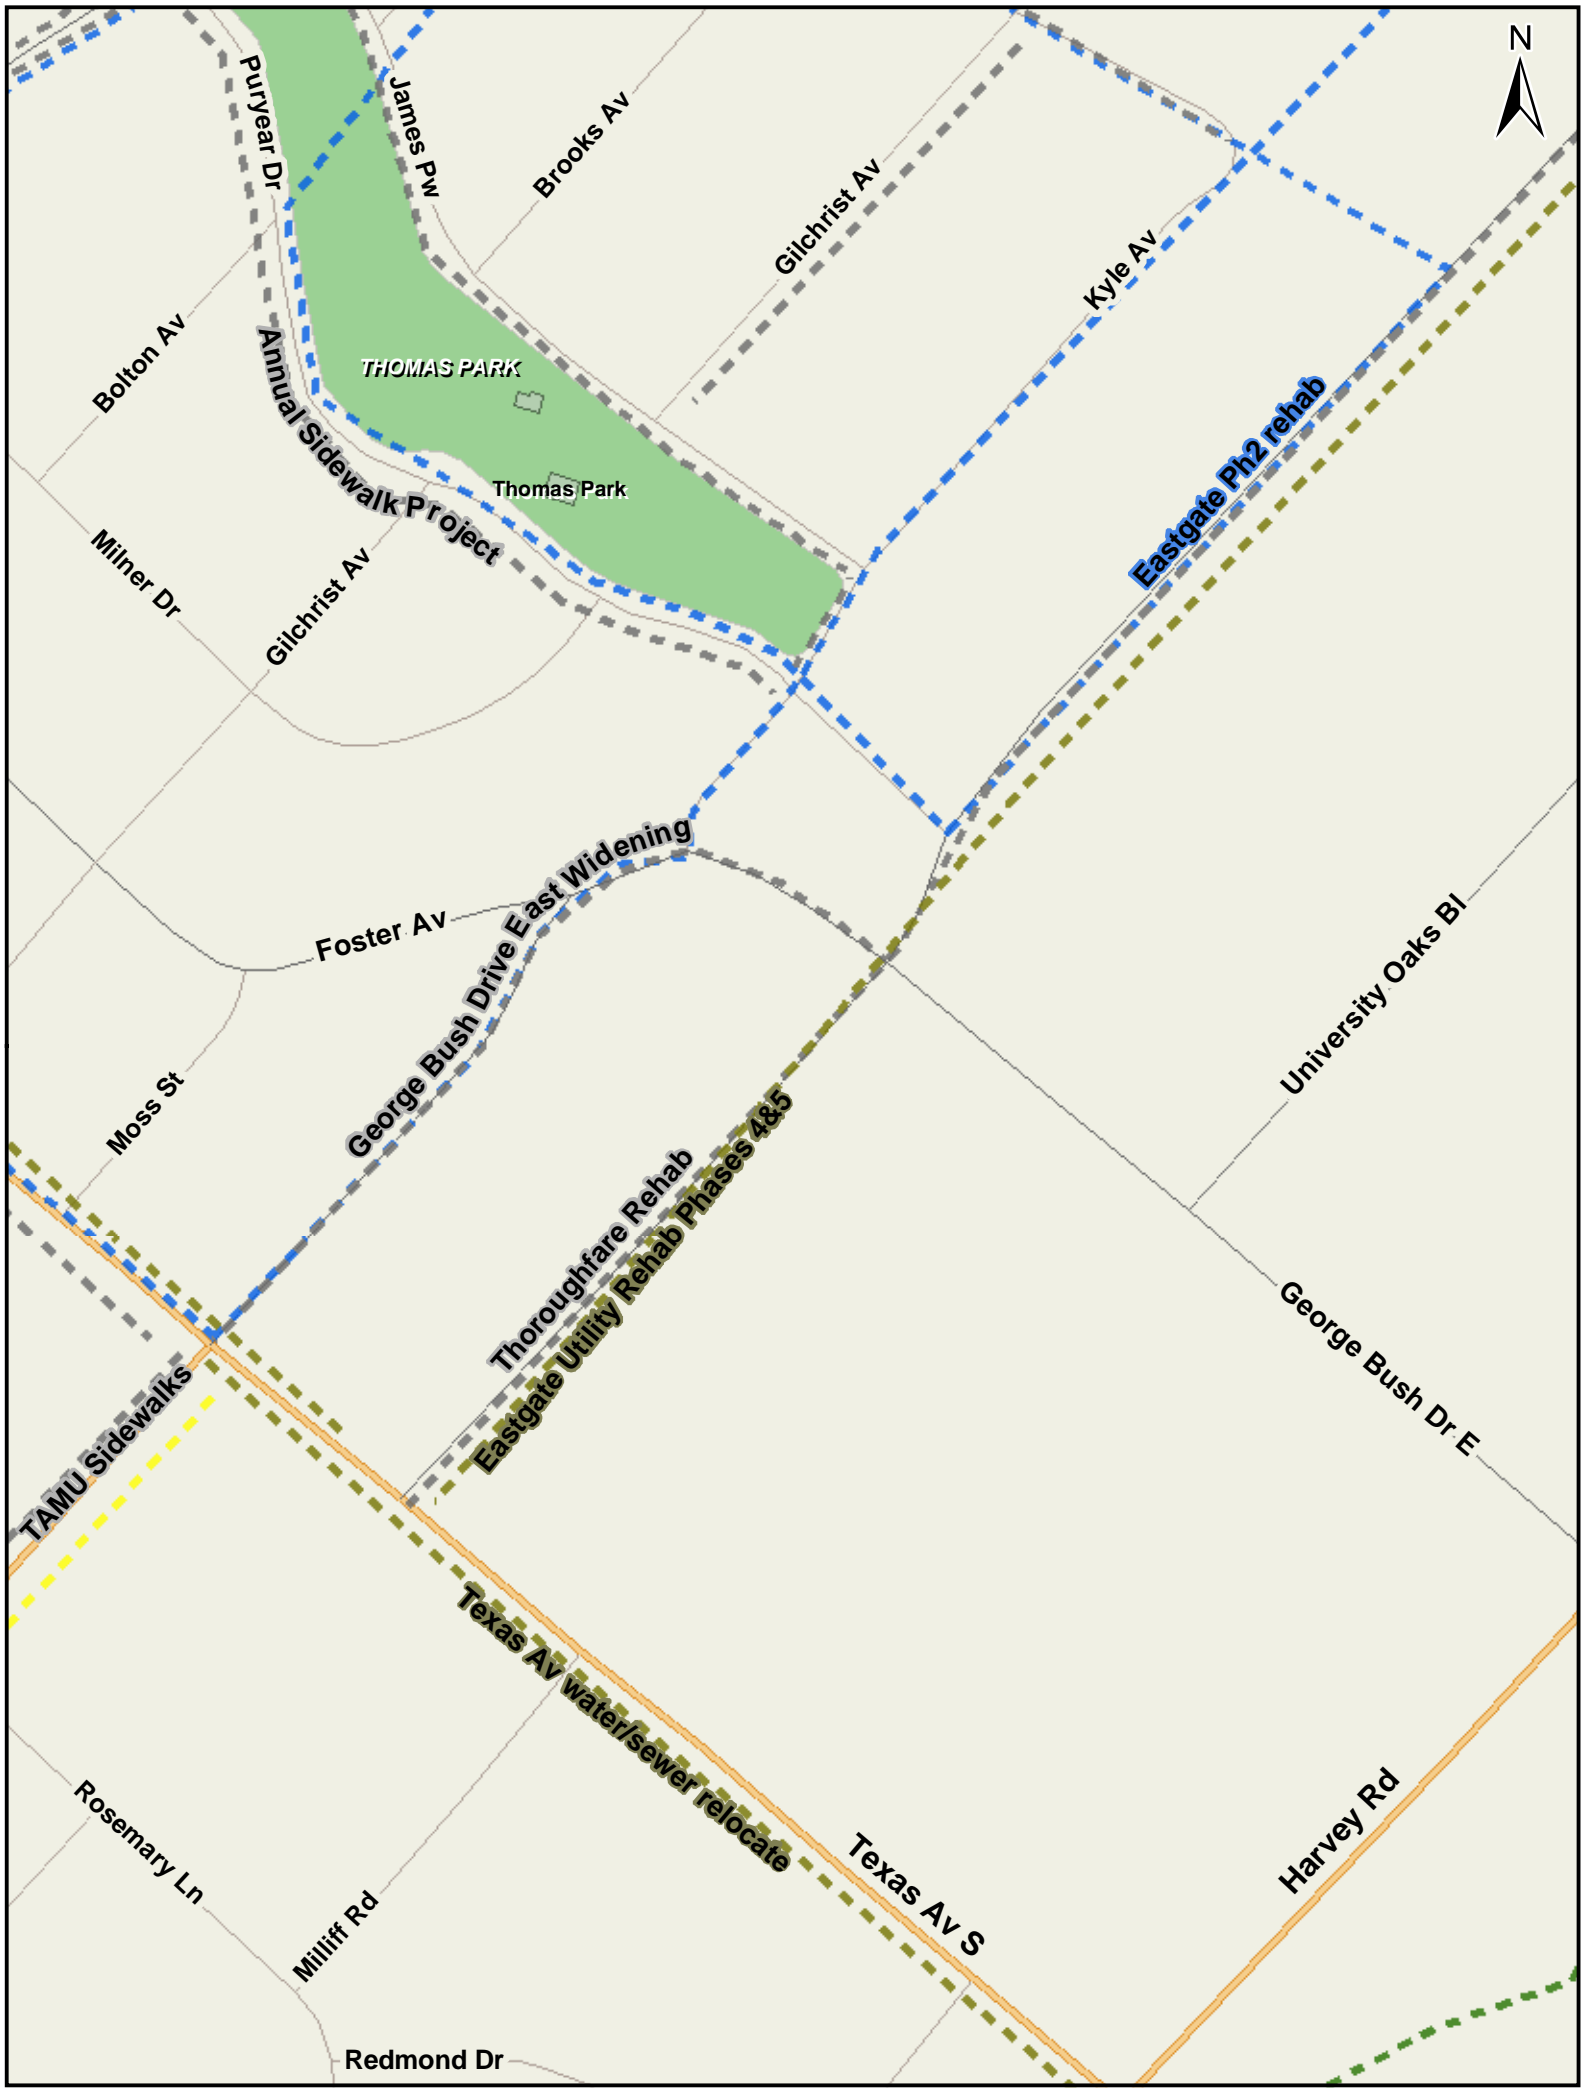 N
Puryear Dr
James Pw
Brooks Av
Gilchrist Av
Kyle Av
Bolton Av
THOMAS PARK
Annual Sidewalk Project
Thomas Park
Eastgate Ph2 rehab
Milner Dr
Gilchrist Av
George Bush Drive East Widening
Foster Av
University Oaks Bl
Moss St
Thoroughfare Rehab
Eastgate Utility Rehab Phases 4&5
George Bush Dr E
TAMU Sidewalks
Texas Av water/sewer relocate
Rosemary Ln
Milliff Rd
Texas Av S
Harvey Rd
Redmond Dr